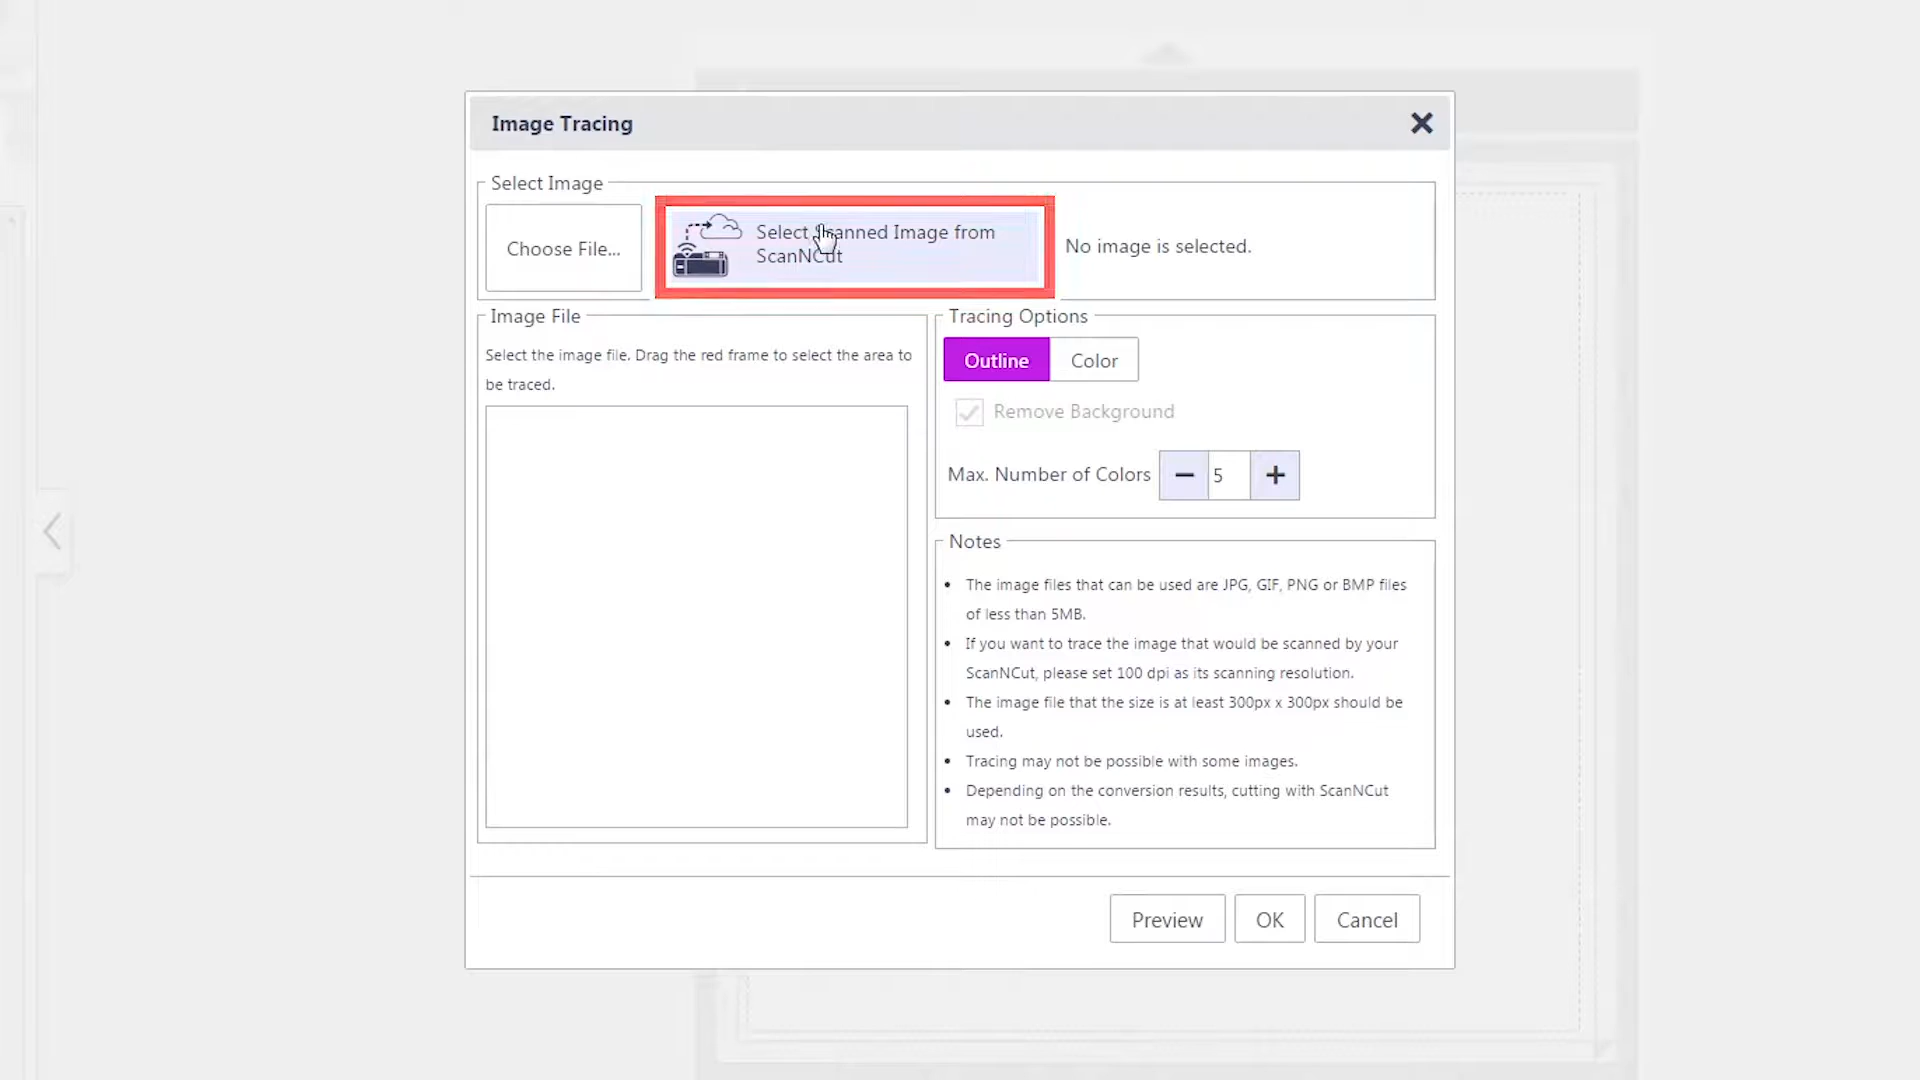 Image Tracing
Select Image
Choose File...
Select Scanned Image from
ScanNCut
No image is selected.
Image File
Select the image file. Drag the red frame to select the area to
be traced.
Tracing Options
Outline
Color
Remove Background
Max. Number of Colors
5
Notes
• The image files that can be used are JPG, GIF, PNG or BMP files
of less than 5MB.
• If you want to trace the image that would be scanned by your
ScanNCut, please set 100 dpi as its scanning resolution.
• The image file that the size is at least 300px x 300px should be
used.
• Tracing may not be possible with some images.
• Depending on the conversion results, cutting with ScanNCut
may not be possible.
Preview
OK
Cancel